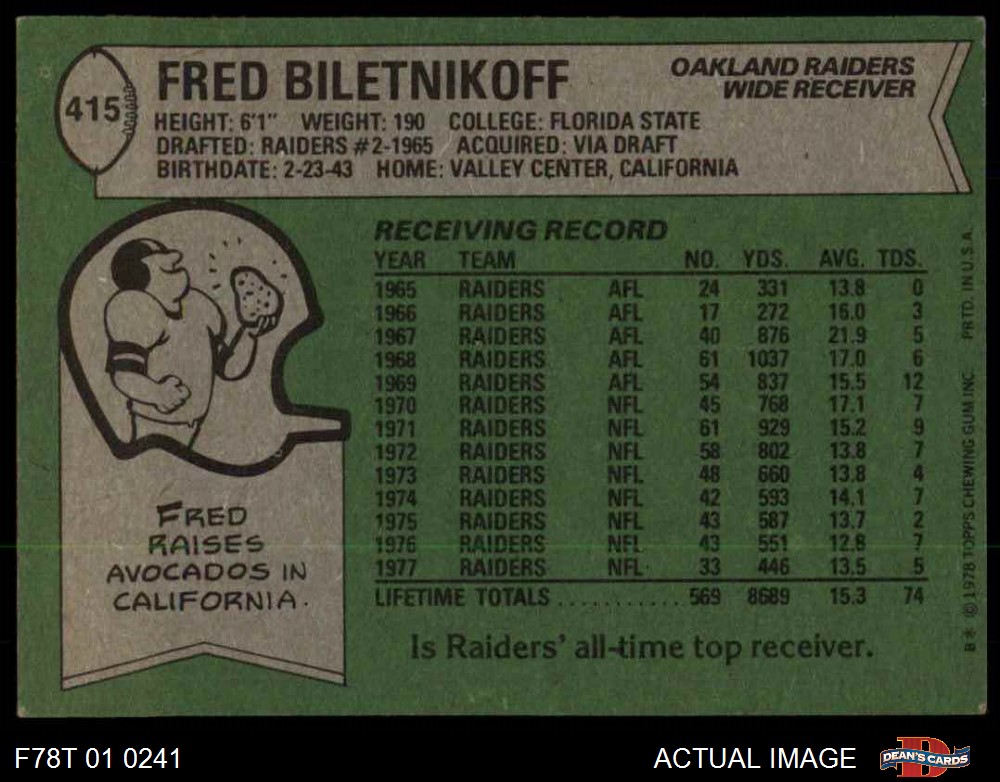 415
FRED BILETNIKOFF
OAKLAND RAIDERS
WIDE RECEIVER
HEIGHT: 6'1" WEIGHT: 190 COLLEGE: FLORIDA STATE
DRAFTED: RAIDERS #2-1965 ACQUIRED: VIA DRAFT
BIRTHDATE: 2-23-43 HOME: VALLEY CENTER, CALIFORNIA
RECEIVING RECORD
YEAR TEAM NO. YDS. AVG. TDS.
1965 RAIDERS AFL 24 331 13.8 0
1966 RAIDERS AFL 17 272 16.0 3
1967 RAIDERS AFL 40 876 21.9 5
1968 RAIDERS AFL 61 1037 17.0 6
1969 RAIDERS AFL 54 837 15.5 12
1970 RAIDERS NFL 45 768 17.1 7
1971 RAIDERS NFL 61 929 15.2 9
1972 RAIDERS NFL 58 802 13.8 7
1973 RAIDERS NFL 48 660 13.8 4
1974 RAIDERS NFL 42 593 14.1 7
1975 RAIDERS NFL 43 587 13.7 2
1976 RAIDERS NFL 43 551 12.8 7
1977 RAIDERS NFL 33 446 13.5 5
LIFETIME TOTALS ............ 569 8689 15.3 74
Is Raiders' all-time top receiver.
FRED
RAISES
AVOCADOS IN
CALIFORNIA.
B** © 1978 TOPPS CHEWING GUM INC PRTD. IN U.S.A.
F78T 01 0241
ACTUAL IMAGE
DEAN'S CARDS